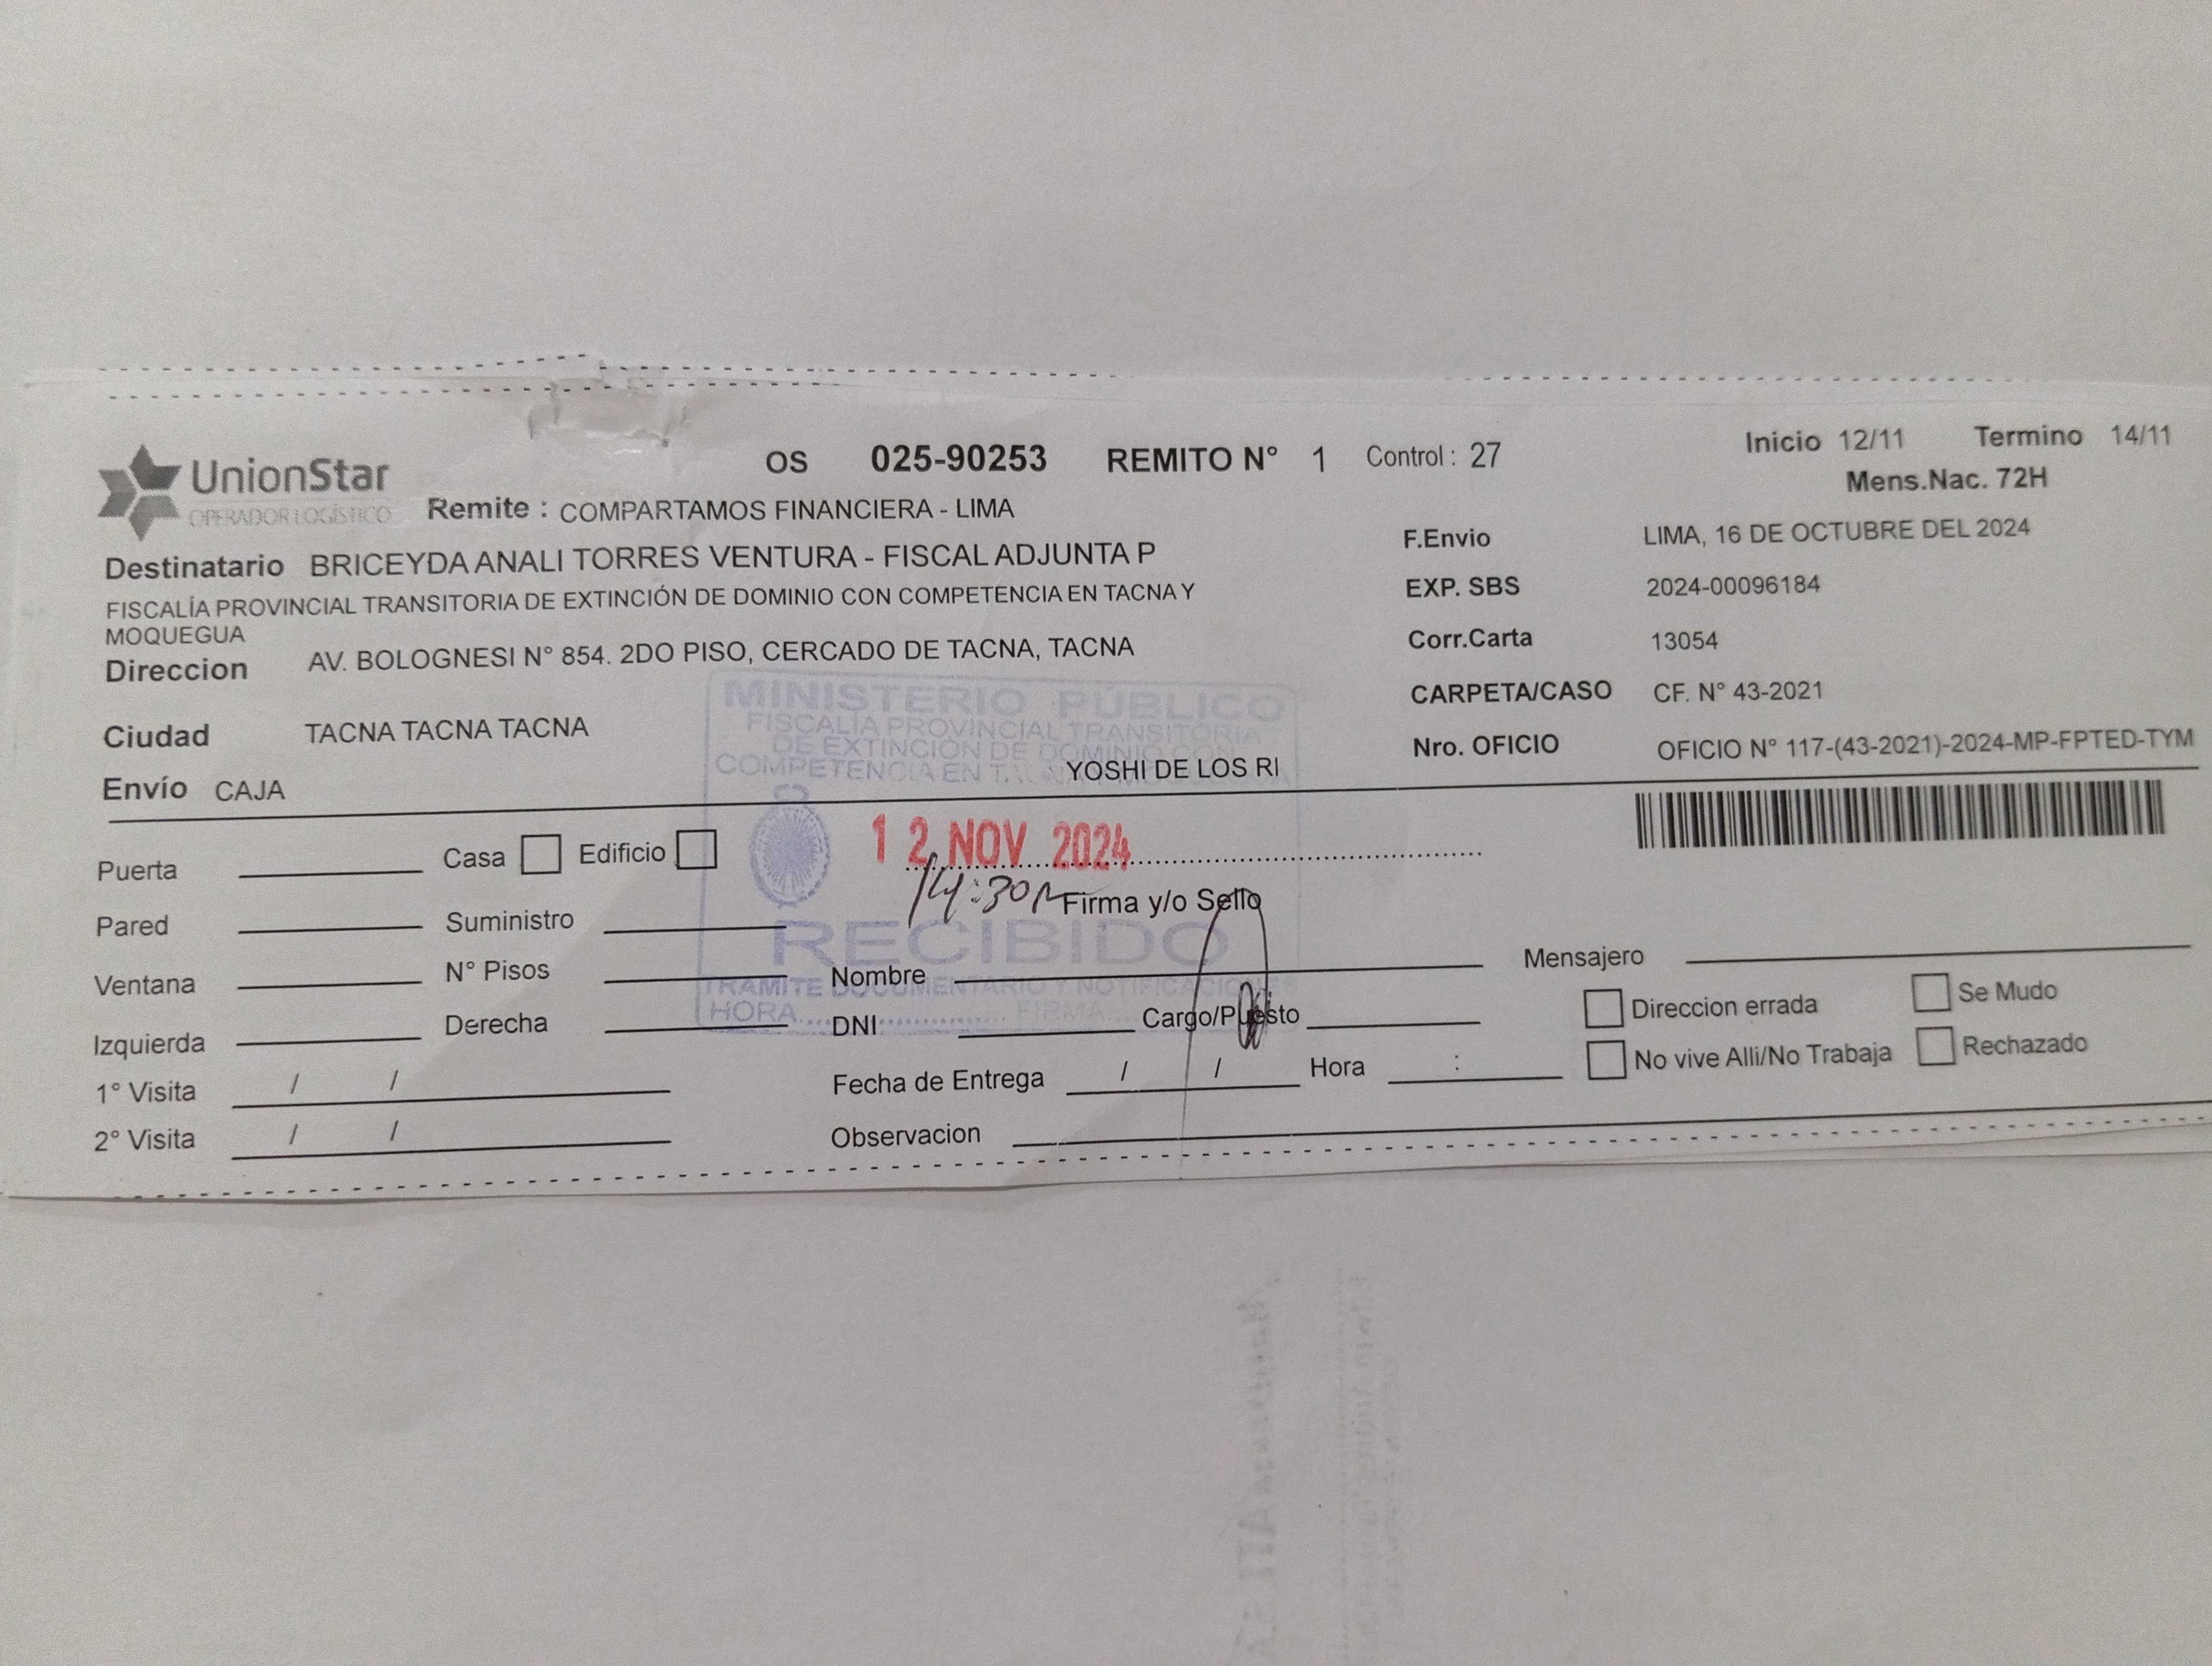 UnionStar
OPERADOR LOGÍSTICO
OS 025-90253 REMITO N° 1 Control : 27
Inicio 12/11 Termino 14/11
Mens.Nac. 72H
Remite : COMPARTAMOS FINANCIERA - LIMA
Destinatario BRICEYDA ANALI TORRES VENTURA - FISCAL ADJUNTA P
FISCALÍA PROVINCIAL TRANSITORIA DE EXTINCIÓN DE DOMINIO CON COMPETENCIA EN TACNA Y
MOQUEGUA
Direccion AV. BOLOGNESI N° 854. 2DO PISO, CERCADO DE TACNA, TACNA
Ciudad TACNA TACNA TACNA
Envío CAJA
YOSHI DE LOS RI
F.Envio LIMA, 16 DE OCTUBRE DEL 2024
EXP. SBS 2024-00096184
Corr.Carta 13054
CARPETA/CASO CF. N° 43-2021
Nro. OFICIO OFICIO N° 117-(43-2021)-2024-MP-FPTED-TYM
MINISTERIO PÚBLICO
FISCALÍA PROVINCIAL TRANSITORIA
DE EXTINCIÓN DE DOMINIO CON
COMPETENCIA EN
12 NOV 2024
14:30
RECIBIDO
TRAMITE DOCUMENTARIO Y NOTIFICACIONES
HORA FIRMA
Puerta Casa Edificio
Pared Suministro
Ventana N° Pisos
Izquierda Derecha
1° Visita / /
2° Visita / /
Firma y/o Sello
Nombre
DNI Cargo/Puesto
Fecha de Entrega / / Hora :
Observacion
Mensajero
Direccion errada Se Mudo
No vive Alli/No Trabaja Rechazado